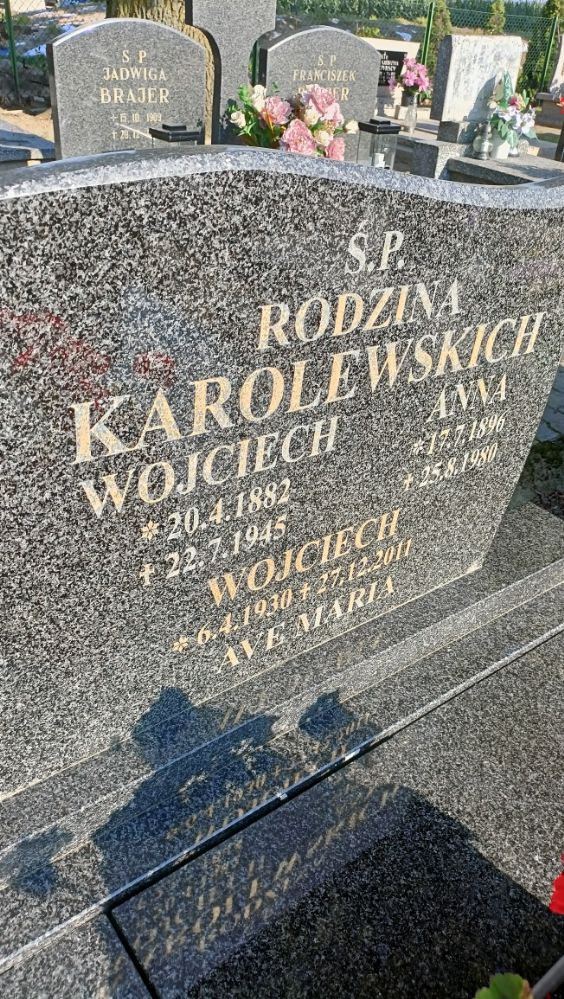 Ś P
JADWIGA
BRAJER
* 15.10.1909
Ś P
FRANCISZEK
Ś.P.
RODZINA
KAROLEWSKICH
WOJCIECH
* 20.4.1882
† 22.7.1945
ANNA
* 17.7.1896
† 25.8.1980
WOJCIECH
* 6.4.1930 † 27.12.2011
AVE MARIA